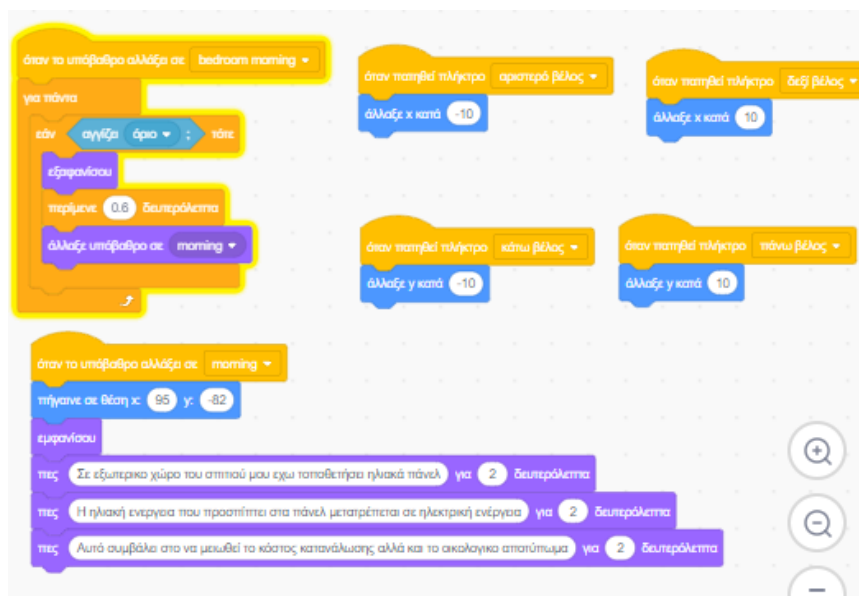 όταν το υπόβαθρο αλλάξει σε bedroom morning
για πάντα
εάν αγγίζει όριο ; τότε
εξαφανίσου
περίμενε 0.6 δευτερόλεπτα
άλλαξε υπόβαθρο σε morning
όταν πατηθεί πλήκτρο αριστερό βέλος
άλλαξε x κατά -10
όταν πατηθεί πλήκτρο δεξί βέλος
άλλαξε x κατά 10
όταν πατηθεί πλήκτρο κάτω βέλος
άλλαξε y κατά -10
όταν πατηθεί πλήκτρο πάνω βέλος
άλλαξε y κατά 10
όταν το υπόβαθρο αλλάξει σε morning
πήγαινε σε θέση x: 95 y: -82
εμφανίσου
πες Σε εξωτερικο χώρο του σπιτιού μου εχω τοποθετήσει ηλιακά πάνελ για 2 δευτερόλεπτα
πες Η ηλιακή ενεργεια που προσπίπτει στα πάνελ μετατρέπεται σε ηλεκτρική ενέργεια για 2 δευτερόλεπτα
πες Αυτό συμβάλει στο να μειωθεί το κόστος κατανάλωσης αλλά και το οικολογικο αποτύπωμα για 2 δευτερόλεπτα